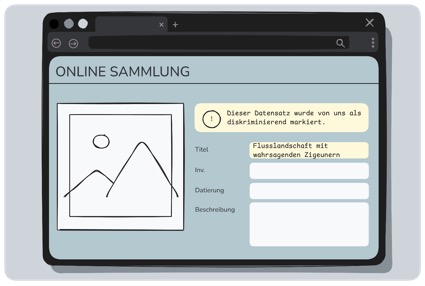 ONLINE SAMMLUNG
!
Dieser Datensatz wurde von uns als
diskriminierend markiert.
Titel
Flusslandschaft mit
wahrsagenden Zigeunern
Inv.
Datierung
Beschreibung